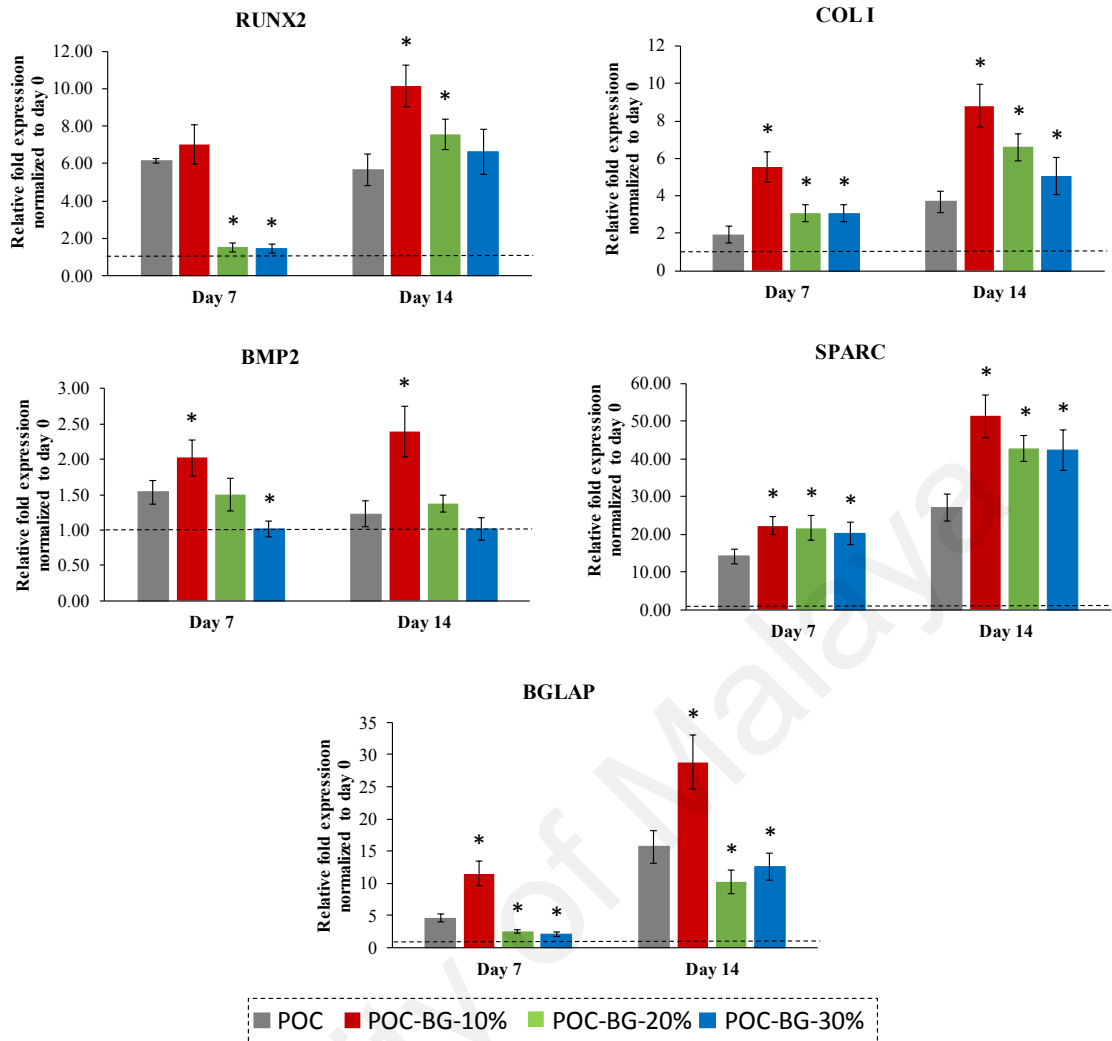 RUNX2
Relative fold expressioon
normalized to day 0
12.00
10.00
8.00
6.00
4.00
2.00
0.00
* * * *
Day 7 Day 14
COL I
Relative fold expressioon
normalized to day 0
12
10
8
6
4
2
0
* * * * * *
Day 7 Day 14
BMP2
Relative fold expressioon
normalized to day 0
3.00
2.50
2.00
1.50
1.00
0.50
0.00
* * *
Day 7 Day 14
SPARC
Relative fold expressioon
normalized to day 0
60.00
50.00
40.00
30.00
20.00
10.00
0.00
* * * * * *
Day 7 Day 14
BGLAP
Relative fold expressioon
normalized to day 0
35
30
25
20
15
10
5
0
* * * * * *
Day 7 Day 14
POC POC-BG-10% POC-BG-20% POC-BG-30%
of Malaya